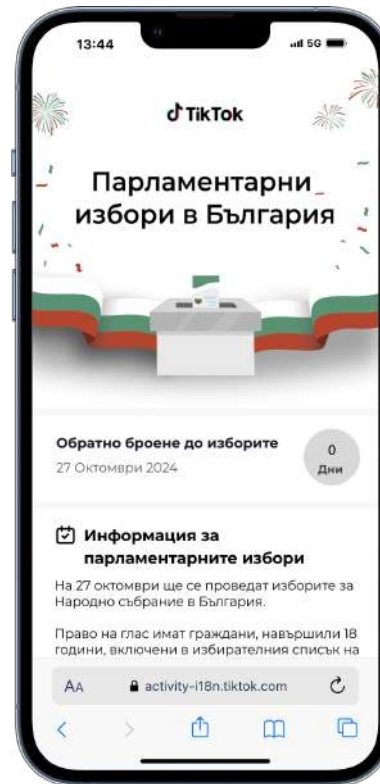 13:44
5G
TikTok
Парламентарни
избори в България
Обратно броене до изборите
27 Октомври 2024
0
Дни
Информация за
парламентарните избори
На 27 октомври ще се проведат изборите за
Народно събрание в България.
Право на глас имат граждани, навършили 18
години, включени в избирателния списък на
AA
activity-i18n.tiktok.com